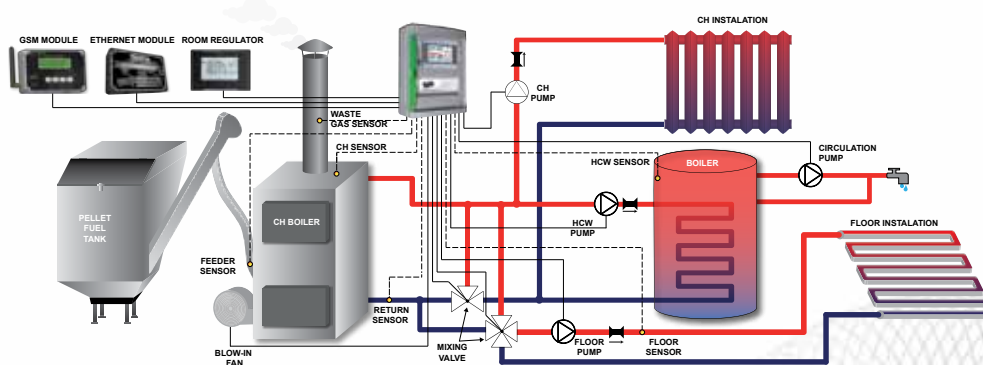 GSM MODULE
ETHERNET MODULE
ROOM REGULATOR
CH INSTALATION
CH
PUMP
WASTE
GAS SENSOR
CH SENSOR
HCW SENSOR
BOILER
CIRCULATION
PUMP
PELLET
FUEL
TANK
CH BOILER
HCW
PUMP
FLOOR INSTALATION
FEEDER
SENSOR
RETURN
SENSOR
MIXING
VALVE
FLOOR
PUMP
FLOOR
SENSOR
BLOW-IN
FAN